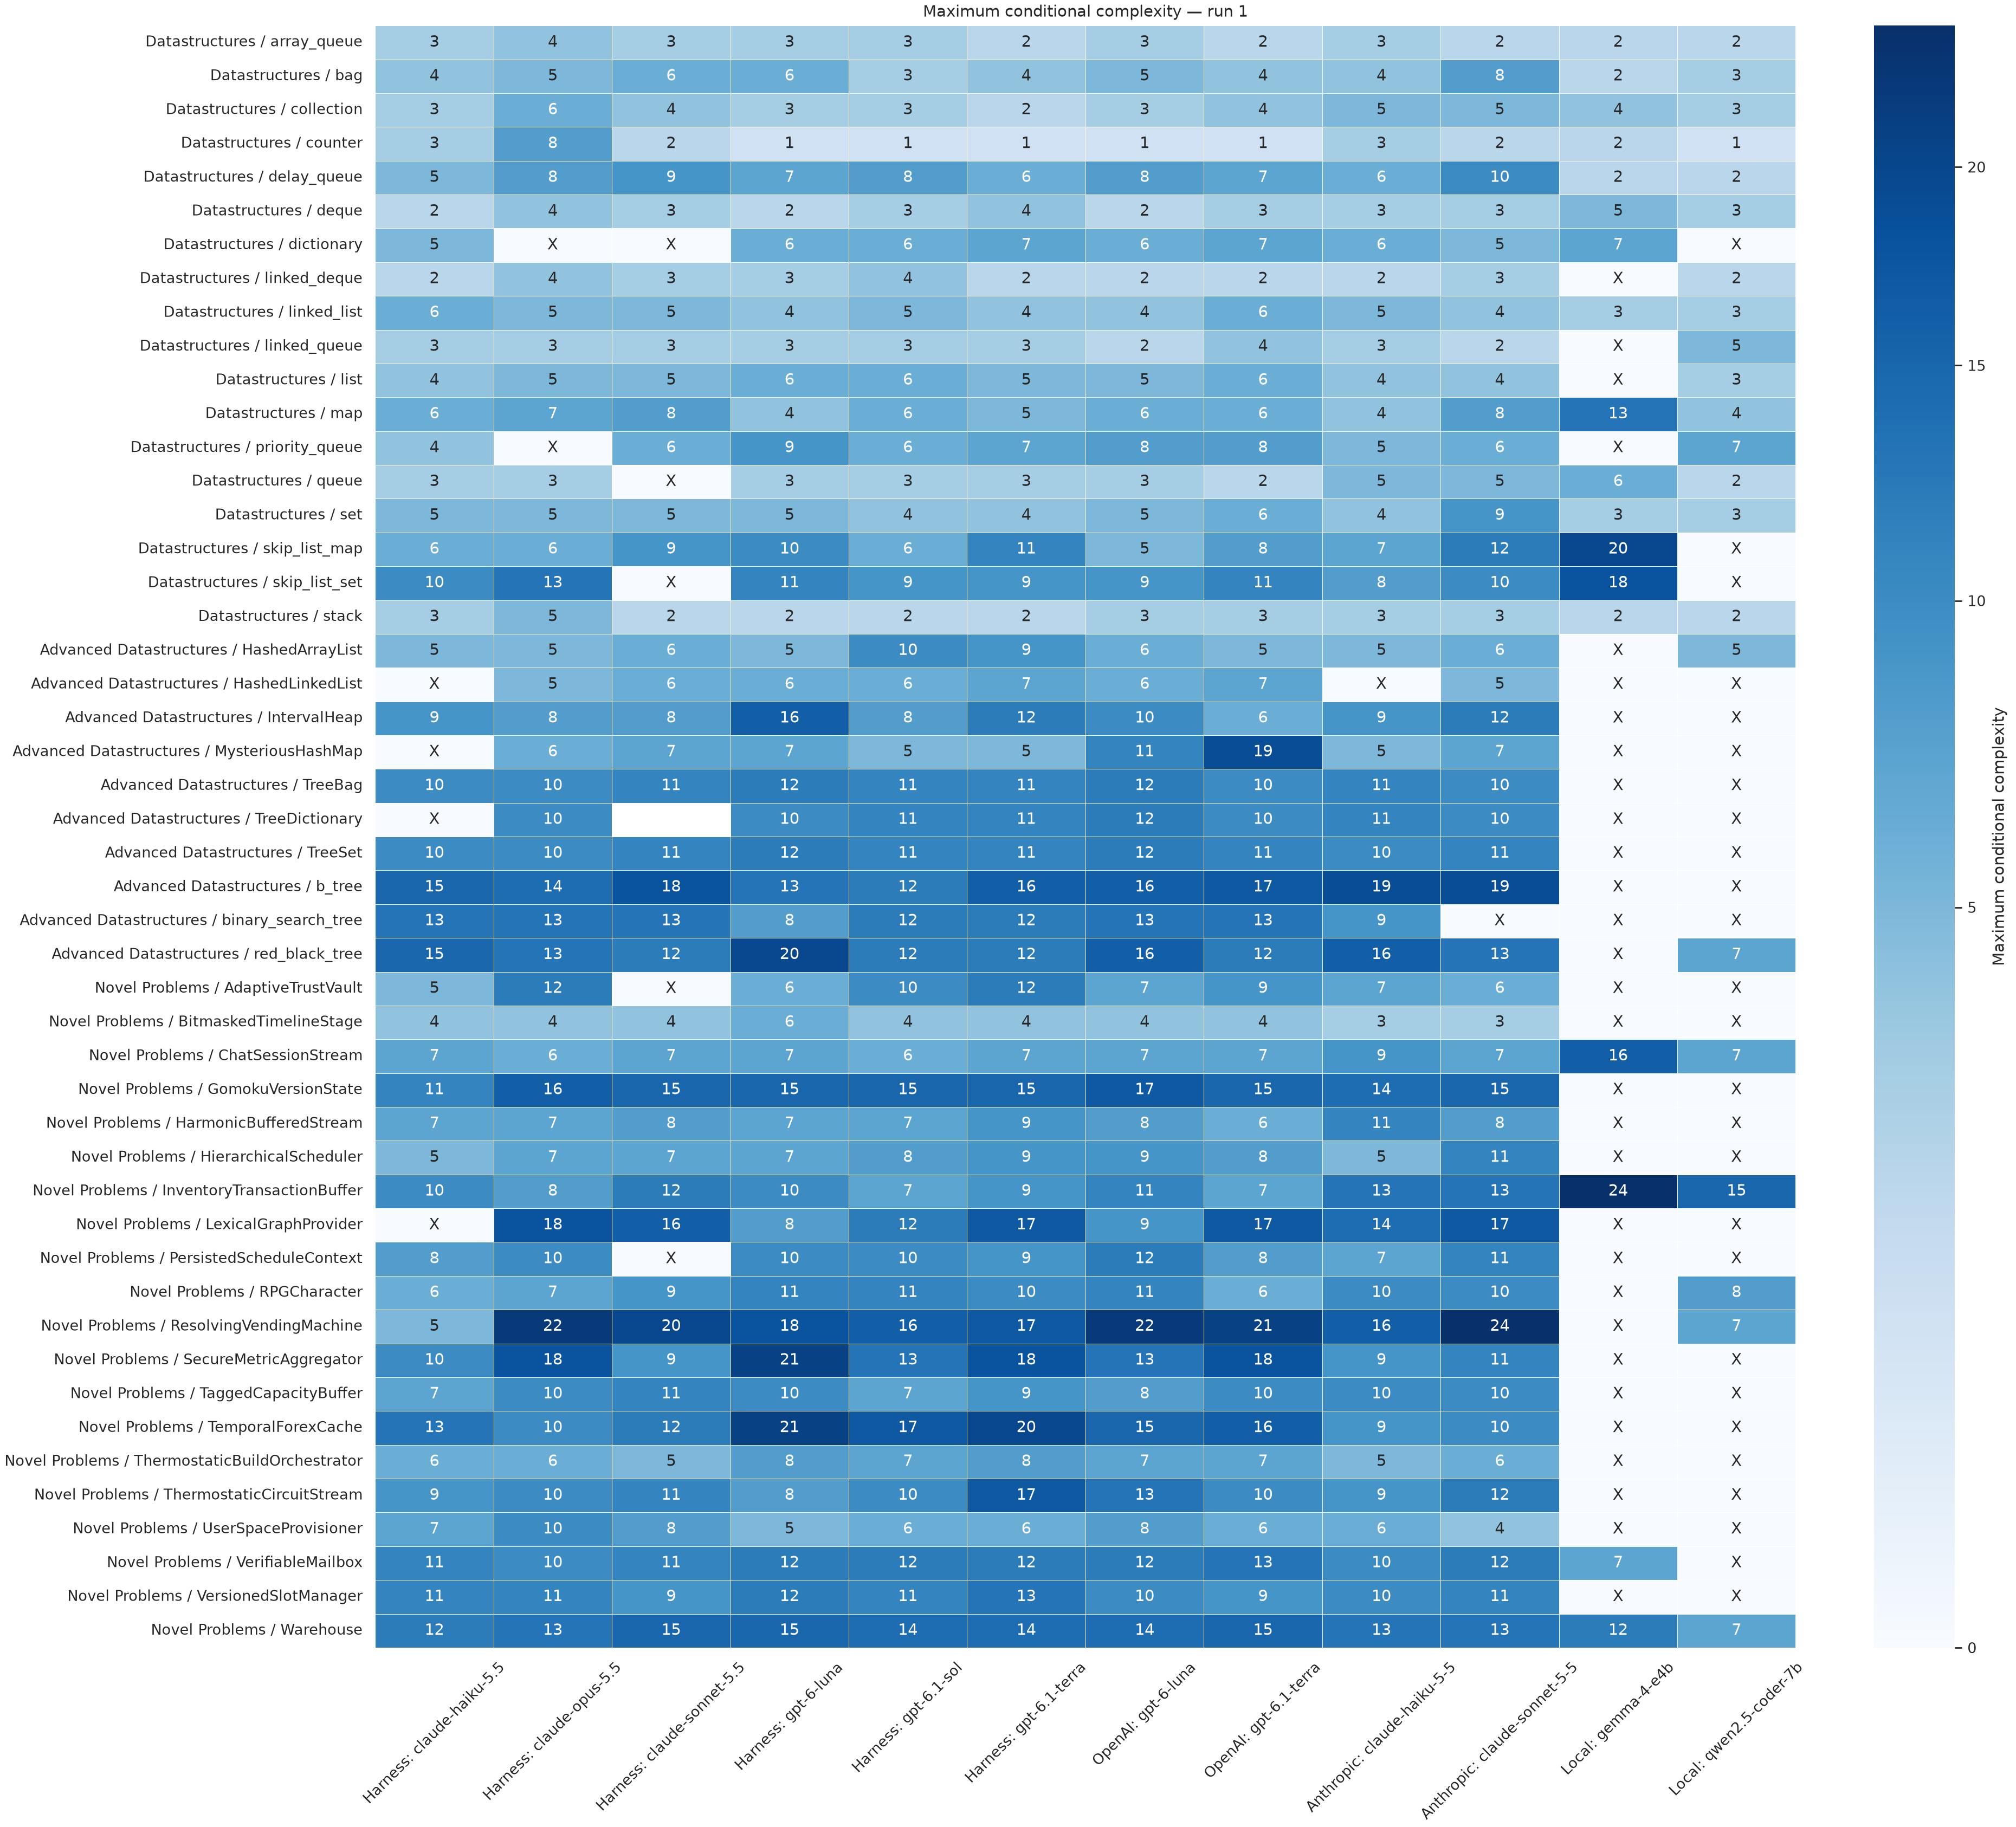 Maximum conditional complexity — run 1
Datastructures / array_queue 3 4 3 3 3 2 3 2 3 2 2 2
Datastructures / bag 4 5 6 6 3 4 5 4 4 8 2 3
Datastructures / collection 3 6 4 3 3 2 3 4 5 5 4 3
Datastructures / counter 3 8 2 1 1 1 1 1 3 2 2 1
Datastructures / delay_queue 5 8 9 7 8 6 8 7 6 10 2 2
Datastructures / deque 2 4 3 2 3 4 2 3 3 3 5 3
Datastructures / dictionary 5 X X 6 6 7 6 7 6 5 7 X
Datastructures / linked_deque 2 4 3 3 4 2 2 2 2 3 X 2
Datastructures / linked_list 6 5 5 4 5 4 4 6 5 4 3 3
Datastructures / linked_queue 3 3 3 3 3 3 2 4 3 2 X 5
Datastructures / list 4 5 5 6 6 5 5 6 4 4 X 3
Datastructures / map 6 7 8 4 6 5 6 6 4 8 13 4
Datastructures / priority_queue 4 X 6 9 6 7 8 8 5 6 X 7
Datastructures / queue 3 3 X 3 3 3 3 2 5 5 6 2
Datastructures / set 5 5 5 5 4 4 5 6 4 9 3 3
Datastructures / skip_list_map 6 6 9 10 6 11 5 8 7 12 20 X
Datastructures / skip_list_set 10 13 X 11 9 9 9 11 8 10 18 X
Datastructures / stack 3 5 2 2 2 2 3 3 3 3 2 2
Advanced Datastructures / HashedArrayList 5 5 6 5 10 9 6 5 5 6 X 5
Advanced Datastructures / HashedLinkedList X 5 6 6 6 7 6 7 X 5 X X
Advanced Datastructures / IntervalHeap 9 8 8 16 8 12 10 6 9 12 X X
Advanced Datastructures / MysteriousHashMap X 6 7 7 5 5 11 19 5 7 X X
Advanced Datastructures / TreeBag 10 10 11 12 11 11 12 10 11 10 X X
Advanced Datastructures / TreeDictionary X 10 10 11 11 12 10 11 10 X X
Advanced Datastructures / TreeSet 10 10 11 12 11 11 12 11 10 11 X X
Advanced Datastructures / b_tree 15 14 18 13 12 16 16 17 19 19 X X
Advanced Datastructures / binary_search_tree 13 13 13 8 12 12 13 13 9 X X X
Advanced Datastructures / red_black_tree 15 13 12 20 12 12 16 12 16 13 X 7
Novel Problems / AdaptiveTrustVault 5 12 X 6 10 12 7 9 7 6 X X
Novel Problems / BitmaskedTimelineStage 4 4 4 6 4 4 4 4 3 3 X X
Novel Problems / ChatSessionStream 7 6 7 7 6 7 7 7 9 7 16 7
Novel Problems / GomokuVersionState 11 16 15 15 15 15 17 15 14 15 X X
Novel Problems / HarmonicBufferedStream 7 7 8 7 7 9 8 6 11 8 X X
Novel Problems / HierarchicalScheduler 5 7 7 7 8 9 9 8 5 11 X X
Novel Problems / InventoryTransactionBuffer 10 8 12 10 7 9 11 7 13 13 24 15
Novel Problems / LexicalGraphProvider X 18 16 8 12 17 9 17 14 17 X X
Novel Problems / PersistedScheduleContext 8 10 X 10 10 9 12 8 7 11 X X
Novel Problems / RPGCharacter 6 7 9 11 11 10 11 6 10 10 X 8
Novel Problems / ResolvingVendingMachine 5 22 20 18 16 17 22 21 16 24 X 7
Novel Problems / SecureMetricAggregator 10 18 9 21 13 18 13 18 9 11 X X
Novel Problems / TaggedCapacityBuffer 7 10 11 10 7 9 8 10 10 10 X X
Novel Problems / TemporalForexCache 13 10 12 21 17 20 15 16 9 10 X X
Novel Problems / ThermostaticBuildOrchestrator 6 6 5 8 7 8 7 7 5 6 X X
Novel Problems / ThermostaticCircuitStream 9 10 11 8 10 17 13 10 9 12 X X
Novel Problems / UserSpaceProvisioner 7 10 8 5 6 6 8 6 6 4 X X
Novel Problems / VerifiableMailbox 11 10 11 12 12 12 12 13 10 12 7 X
Novel Problems / VersionedSlotManager 11 11 9 12 11 13 10 9 10 11 X X
Novel Problems / Warehouse 12 13 15 15 14 14 14 15 13 13 12 7
Harness: claude-haiku-5.5
Harness: claude-opus-5.5
Harness: claude-sonnet-5.5
Harness: gpt-6-luna
Harness: gpt-6.1-sol
Harness: gpt-6.1-terra
OpenAI: gpt-6-luna
OpenAI: gpt-6.1-terra
Anthropic: claude-haiku-5-5
Anthropic: claude-sonnet-5-5
Local: gemma-4-e4b
Local: qwen2.5-coder-7b
20
15
10
5
0
Maximum conditional complexity